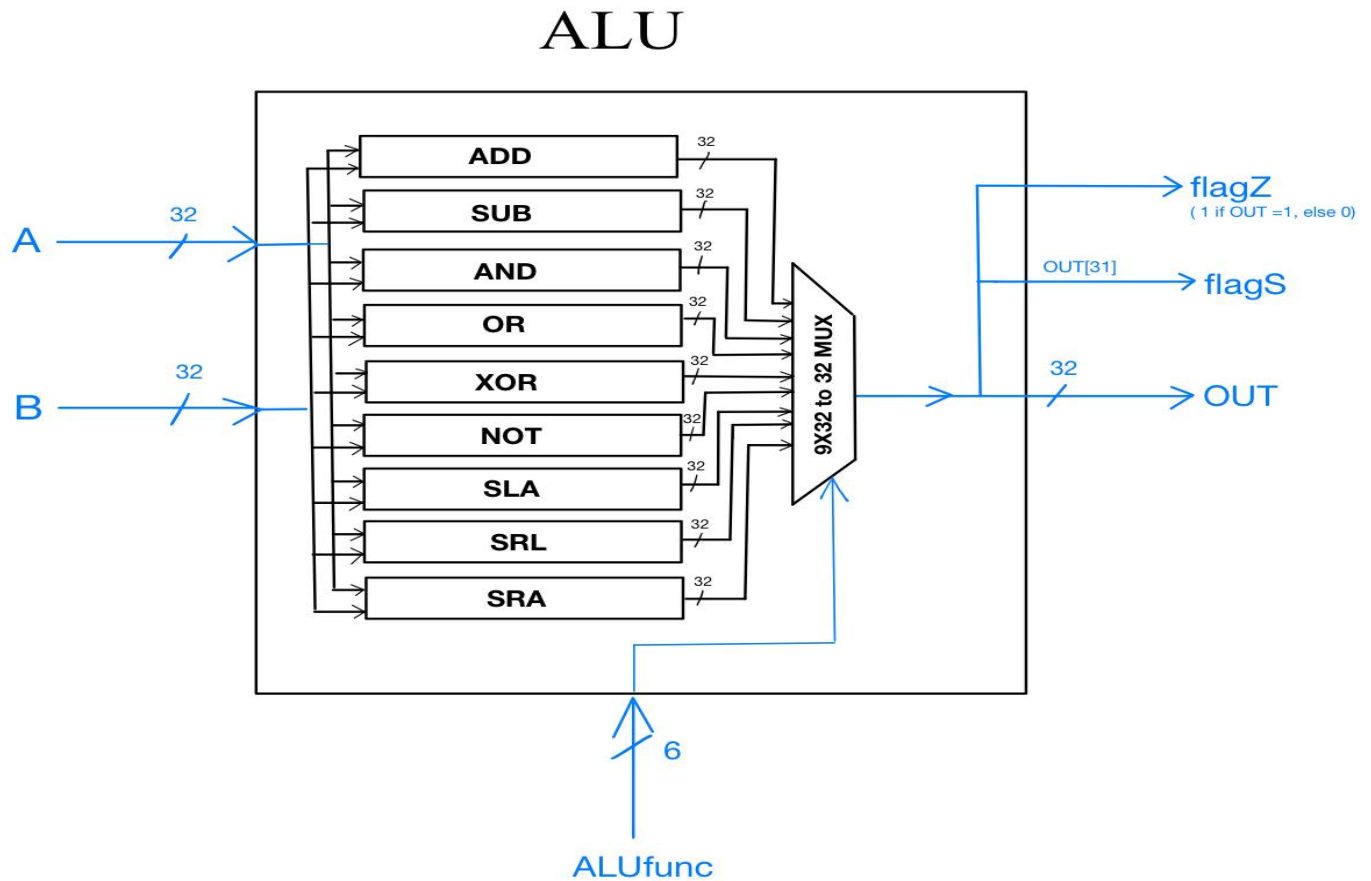 ALU
ADD
32
SUB
32
AND
32
OR
32
XOR
32
NOT
32
SLA
32
SRL
32
SRA
32
A
32
B
32
9X32 to 32 MUX
flagZ
( 1 if OUT =1, else 0)
OUT[31]
flagS
32
OUT
6
ALUfunc